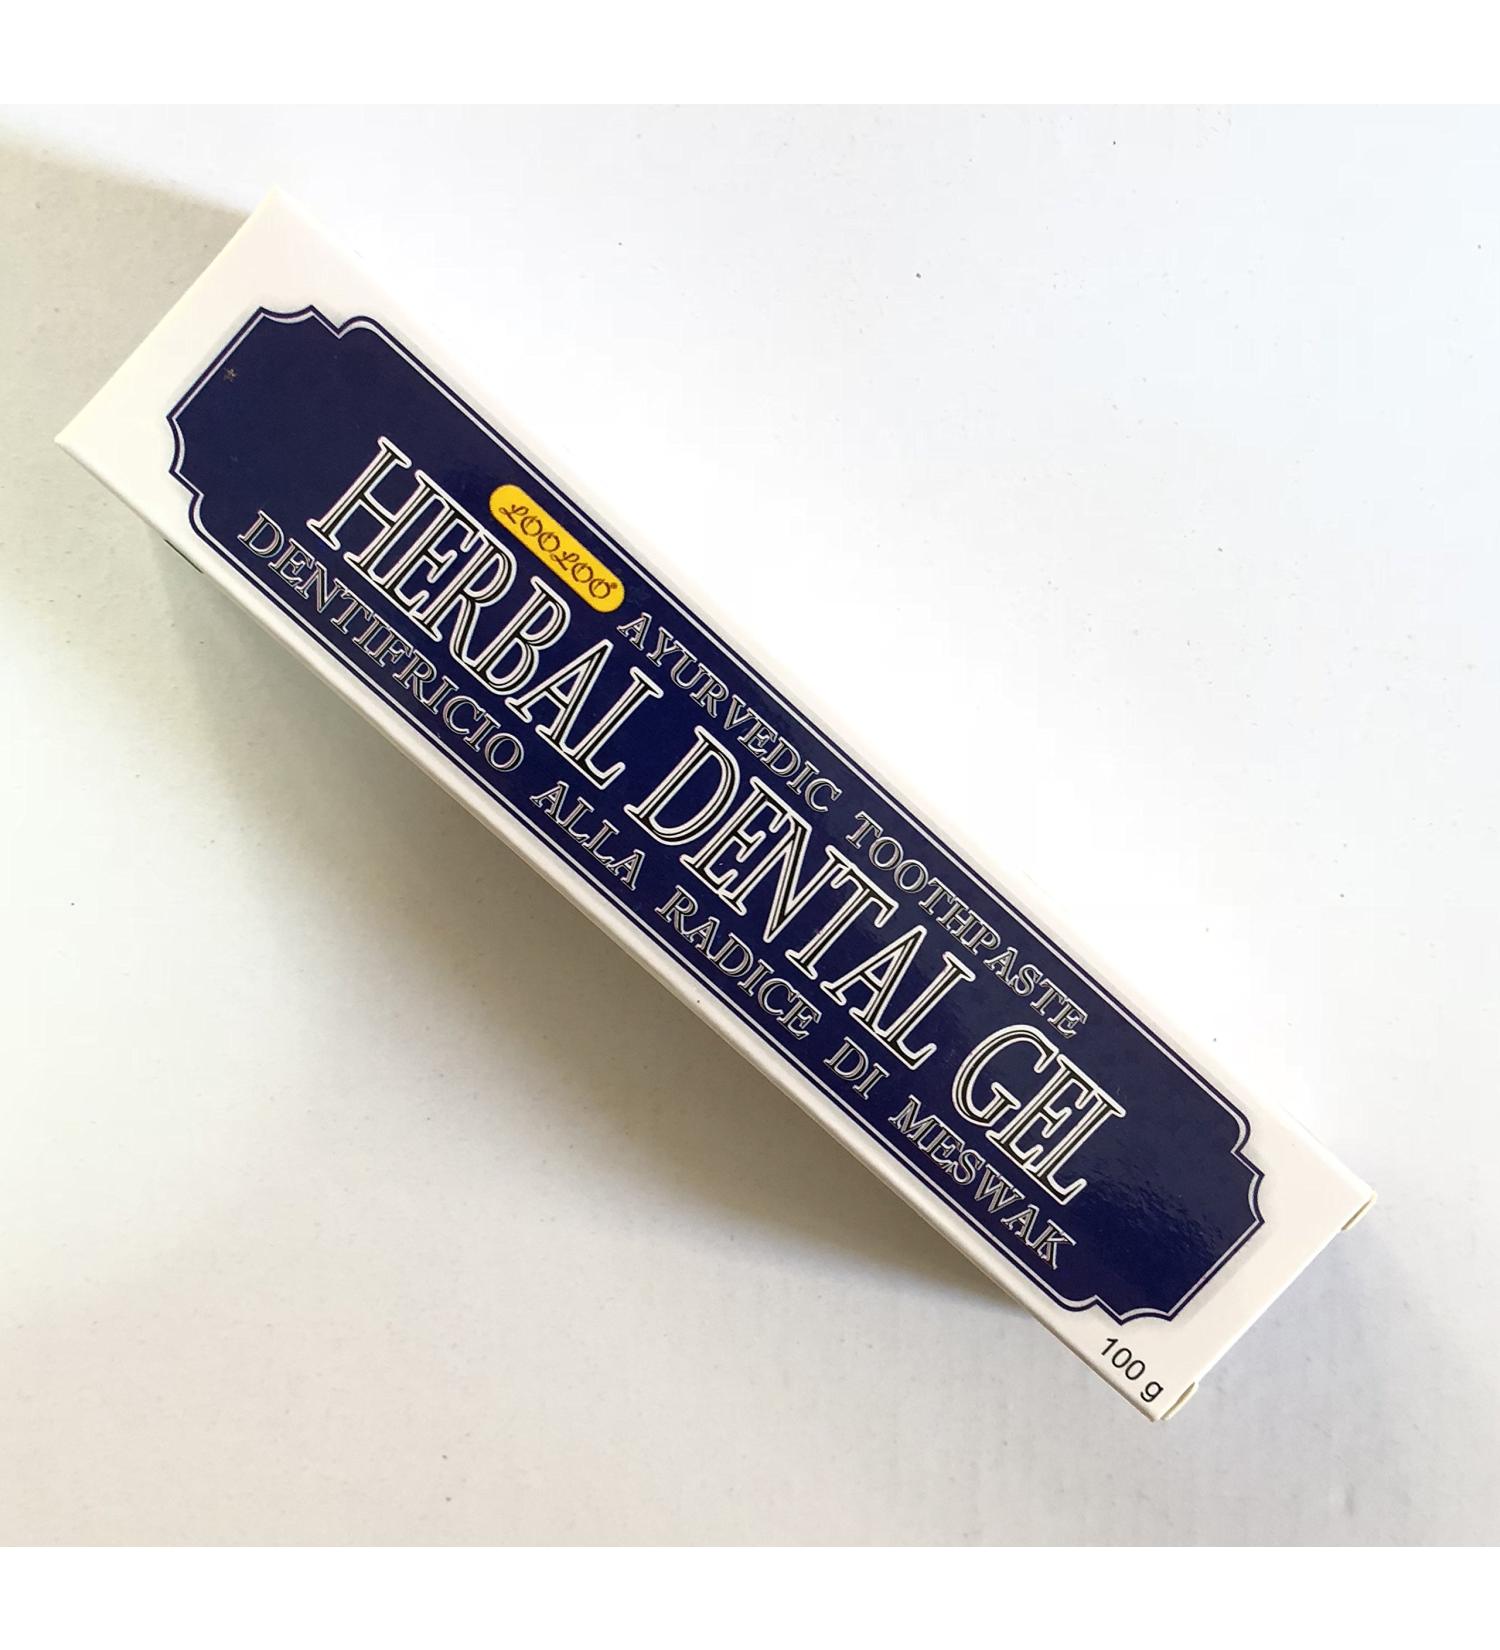 LOOLOO® AYURVEDIC TOOTHPASTE
HERBAL DENTAL GEL
DENTIFRICIO ALLA RADICE DI MESWAK
100 g